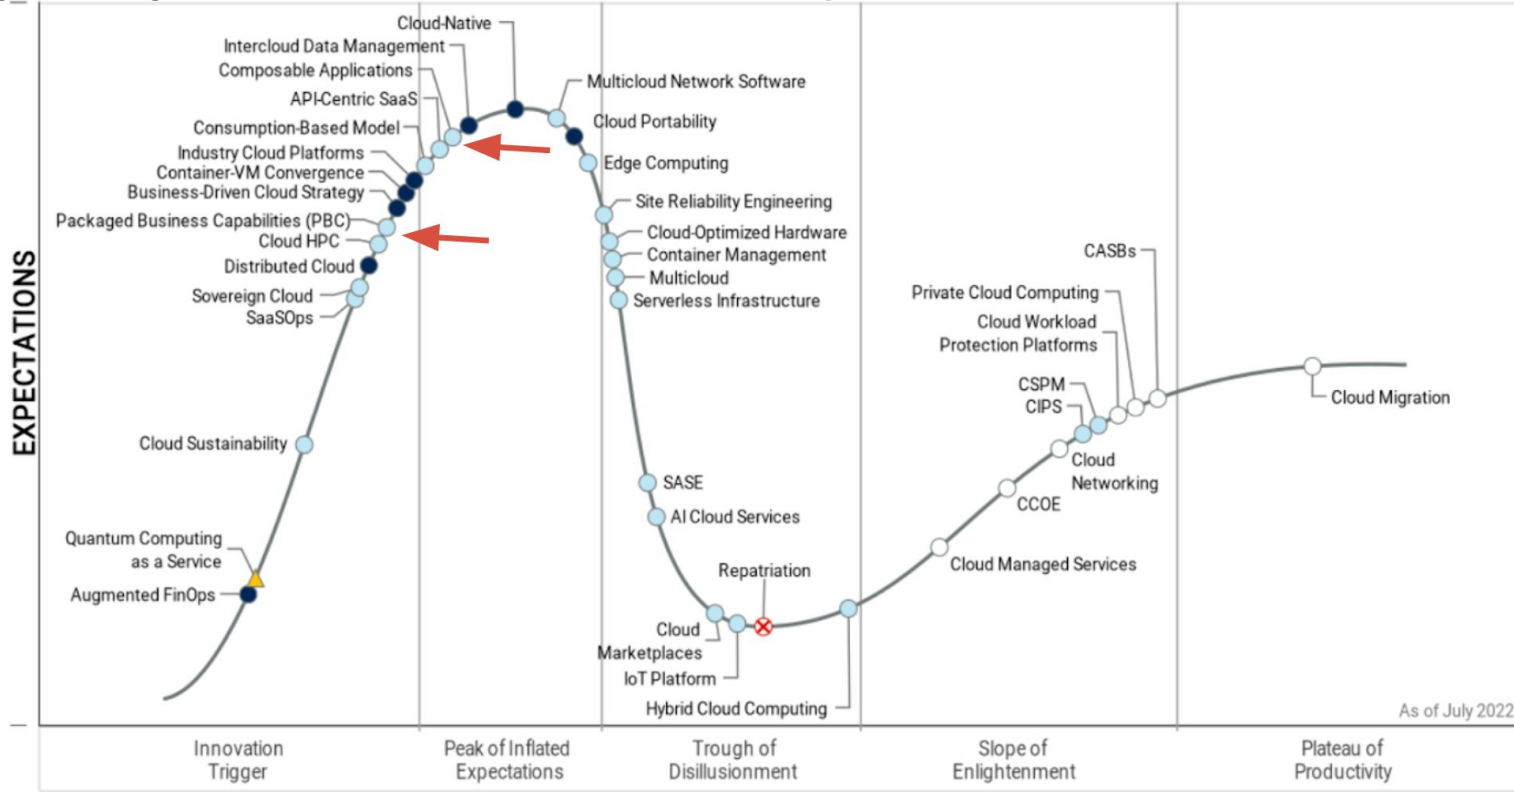 Cloud-Native
Intercloud Data Management
Composable Applications
API-Centric SaaS
Consumption-Based Model
Industry Cloud Platforms
Container-VM Convergence
Business-Driven Cloud Strategy
Packaged Business Capabilities (PBC)
Cloud HPC
Distributed Cloud
Sovereign Cloud
SaaSOps
Cloud Sustainability
Quantum Computing
as a Service
Augmented FinOps
Multicloud Network Software
Cloud Portability
Edge Computing
Site Reliability Engineering
Cloud-Optimized Hardware
Container Management
Multicloud
Serverless Infrastructure
SASE
AI Cloud Services
Repatriation
Cloud
Marketplaces
IoT Platform
Hybrid Cloud Computing
CASBs
Private Cloud Computing
Cloud Workload
Protection Platforms
CSPM
CIPS
Cloud
Networking
CCOE
Cloud Managed Services
Cloud Migration
As of July 2022
EXPECTATIONS
Innovation
Trigger
Peak of Inflated
Expectations
Trough of
Disillusionment
Slope of
Enlightenment
Plateau of
Productivity